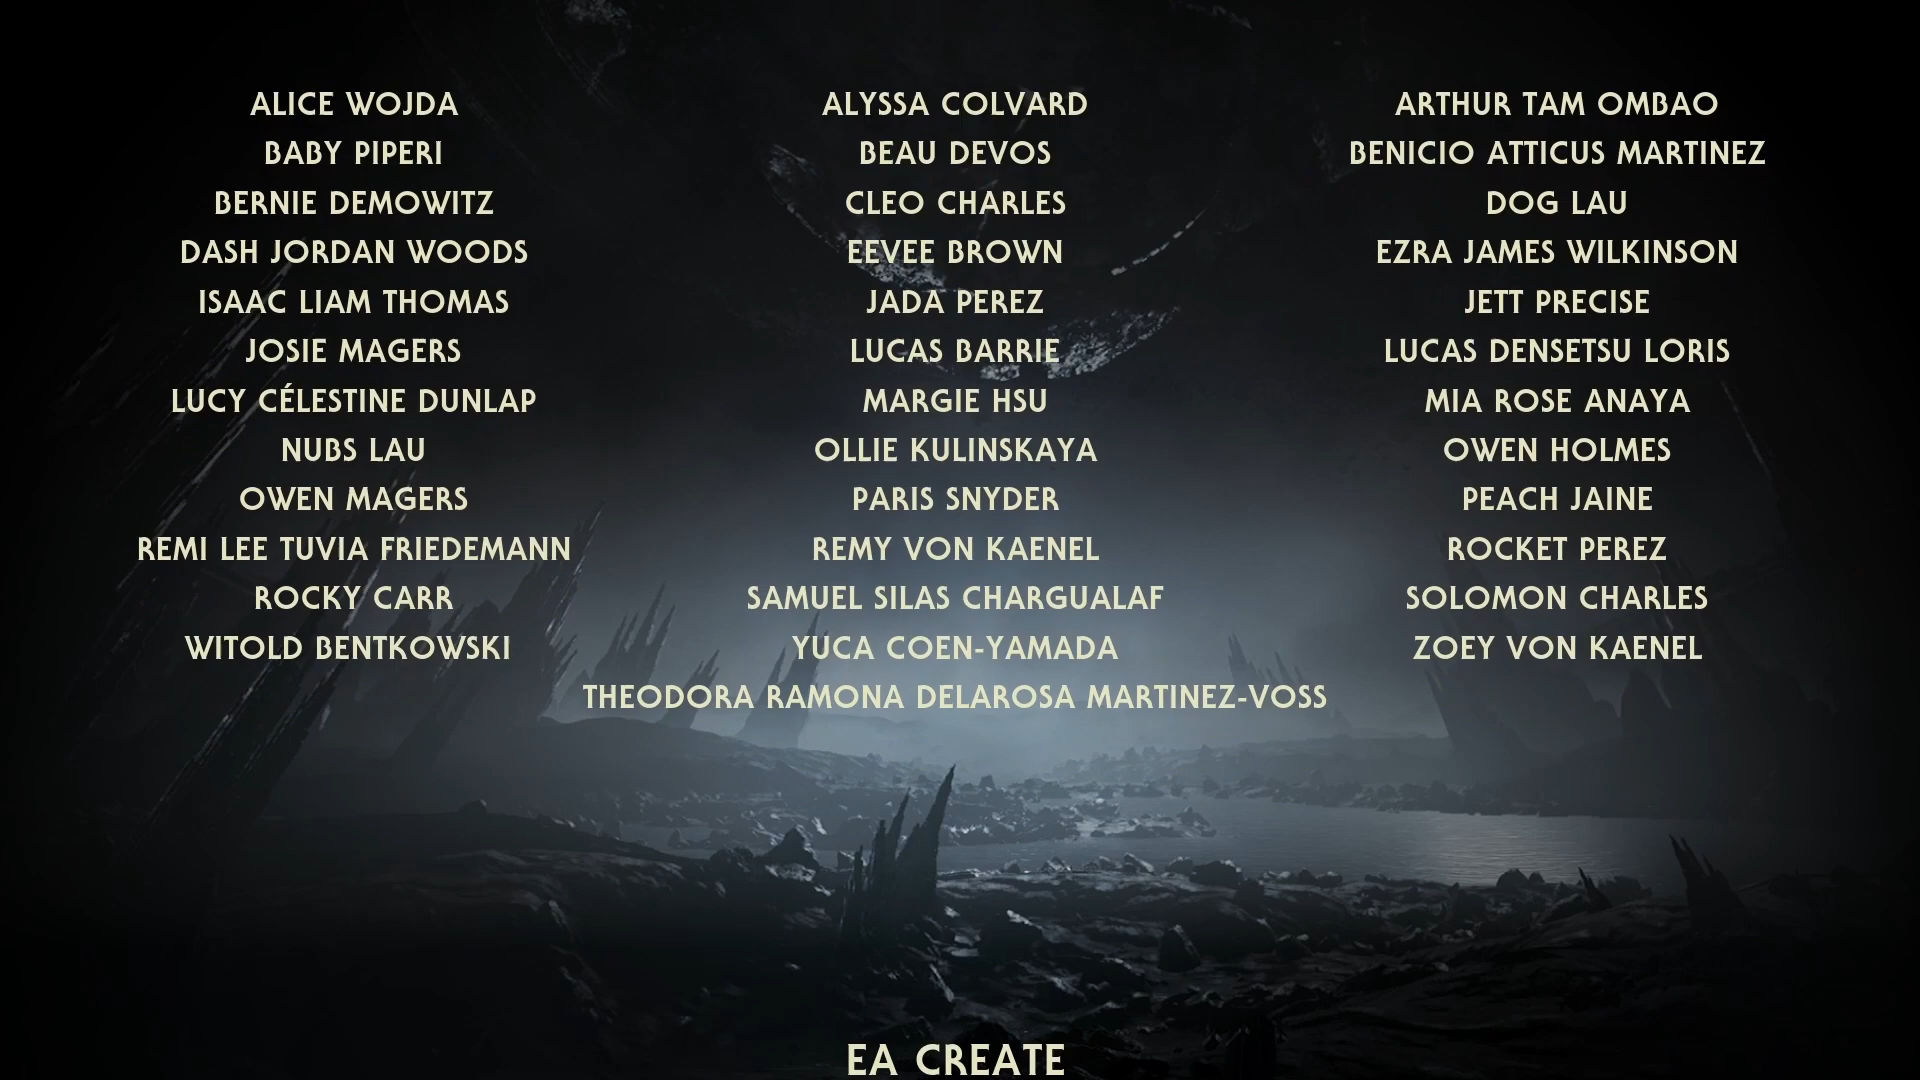 ALICE WOJDA ALYSSA COLVARD ARTHUR TAM OMBAO
BABY PIPERI BEAU DEVOS BENICIO ATTICUS MARTINEZ
BERNIE DEMOWITZ CLEO CHARLES DOG LAU
DASH JORDAN WOODS EEVEE BROWN EZRA JAMES WILKINSON
ISAAC LIAM THOMAS JADA PEREZ JETT PRECISE
JOSIE MAGERS LUCAS BARRIE LUCAS DENSETSU LORIS
LUCY CÉLESTINE DUNLAP MARGIE HSU MIA ROSE ANAYA
NUBS LAU OLLIE KULINSKAYA OWEN HOLMES
OWEN MAGERS PARIS SNYDER PEACH JAINE
REMI LEE TUVIA FRIEDEMANN REMY VON KAENEL ROCKET PEREZ
ROCKY CARR SAMUEL SILAS CHARGUALAF SOLOMON CHARLES
WITOLD BENTKOWSKI YUCA COEN-YAMADA ZOEY VON KAENEL
THEODORA RAMONA DELAROSA MARTINEZ-VOSS
EA CREATE